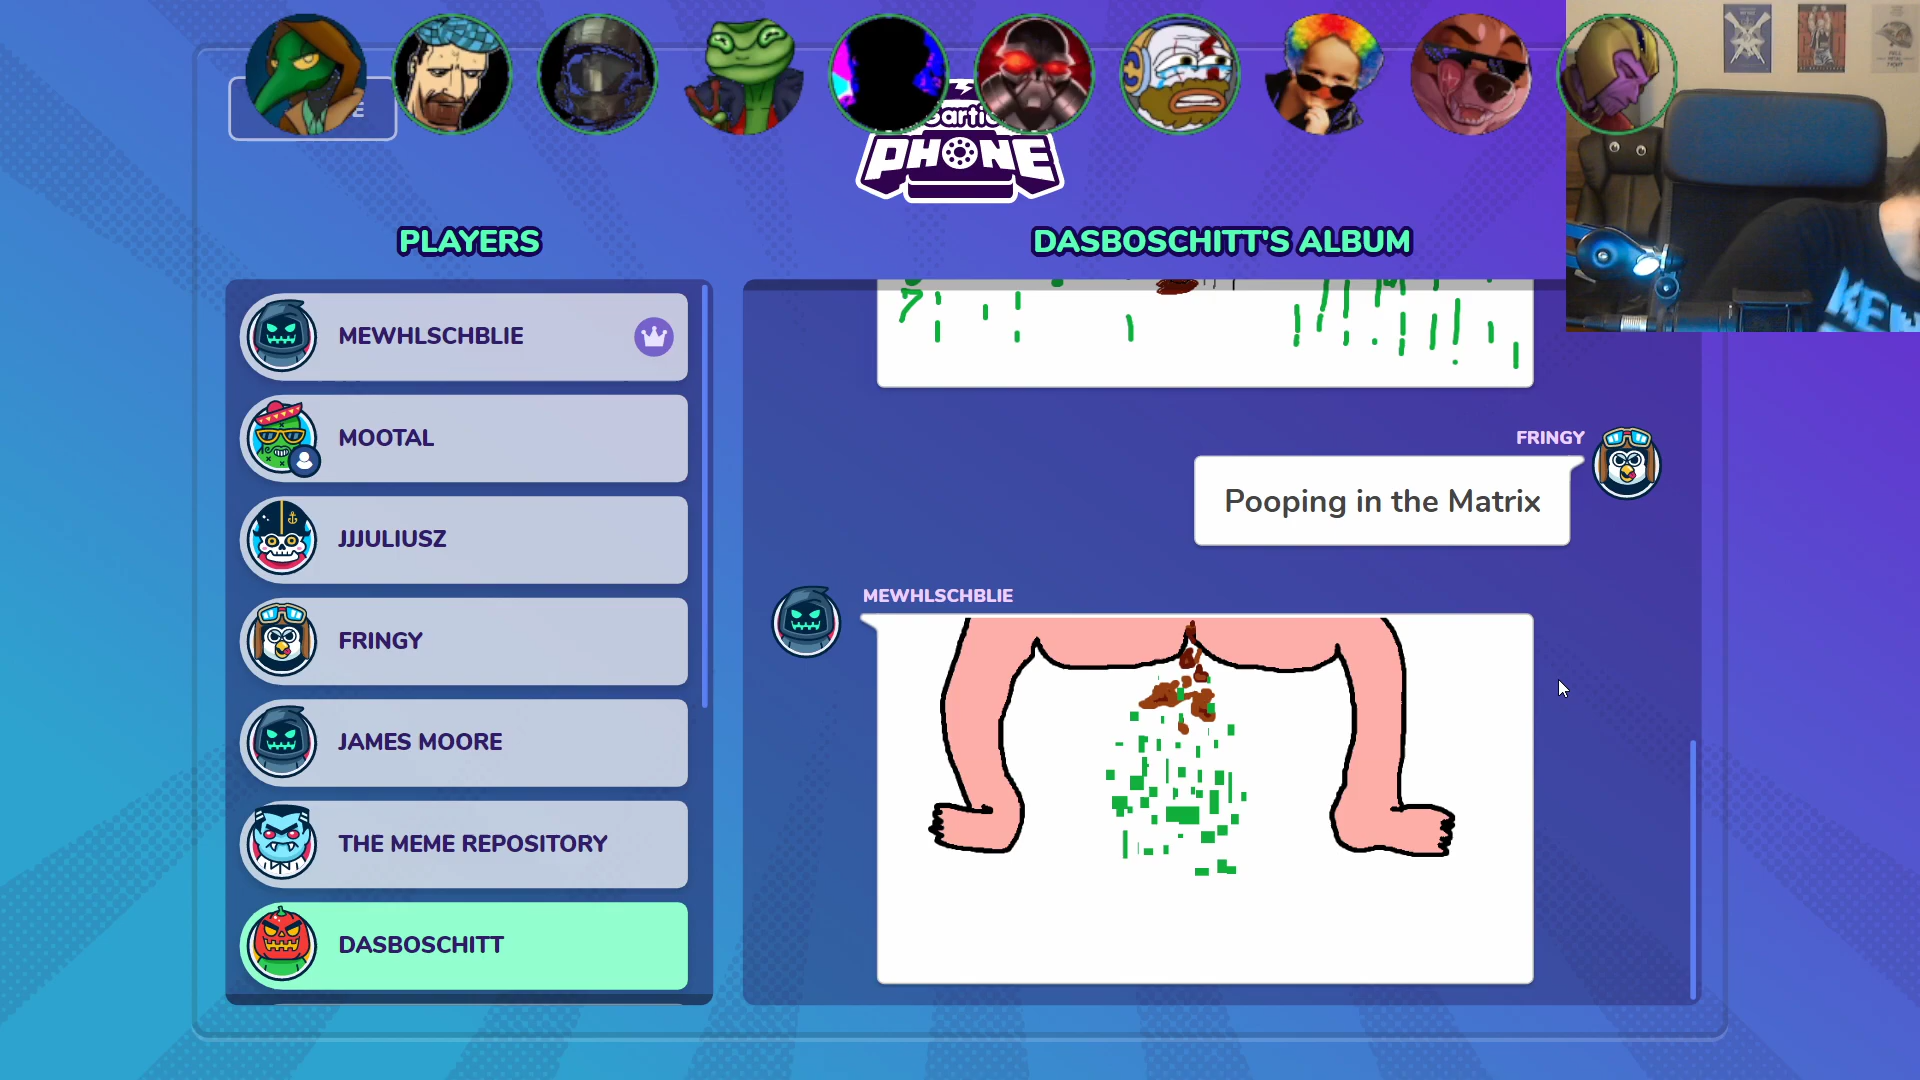 Gartic
PHONE
PLAYERS
DASBOSCHITT'S ALBUM
MEWHLSCHBLIE
MOOTAL
JJJULIUSZ
FRINGY
JAMES MOORE
THE MEME REPOSITORY
DASBOSCHITT
FRINGY
Pooping in the Matrix
MEWHLSCHBLIE